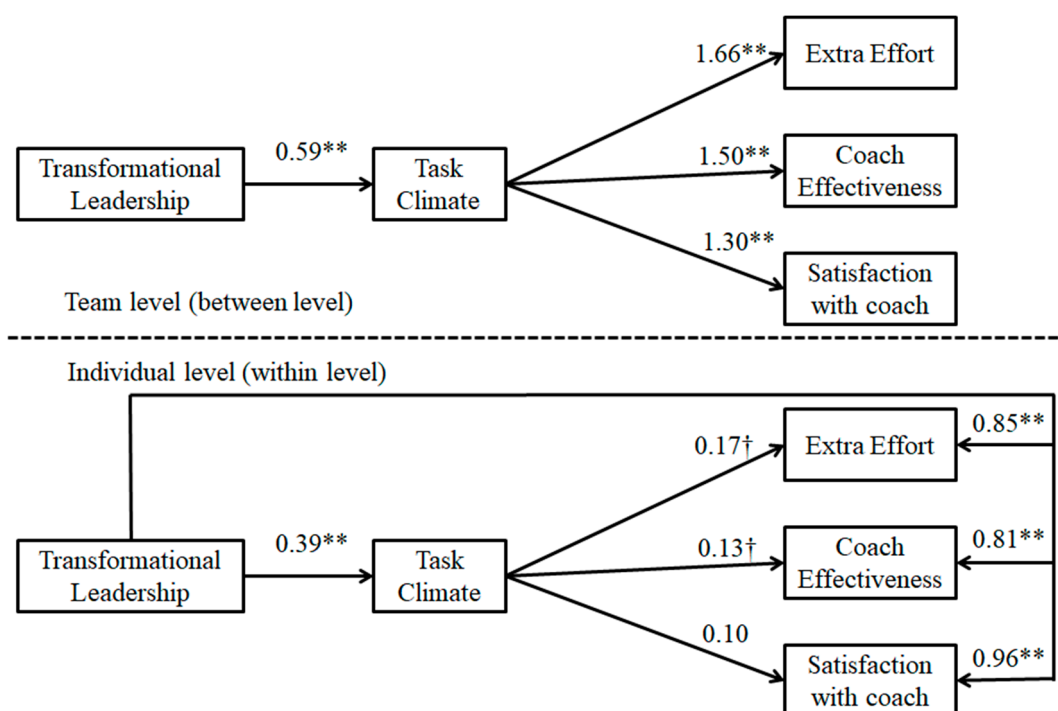 1.66**
Extra Effort
0.59**
Transformational
Leadership
Task
Climate
1.50**
Coach
Effectiveness
1.30**
Satisfaction
with coach
Team level (between level)
Individual level (within level)
0.17†
Extra Effort
0.85**
0.39**
Transformational
Leadership
Task
Climate
0.13†
Coach
Effectiveness
0.81**
0.10
Satisfaction
with coach
0.96**